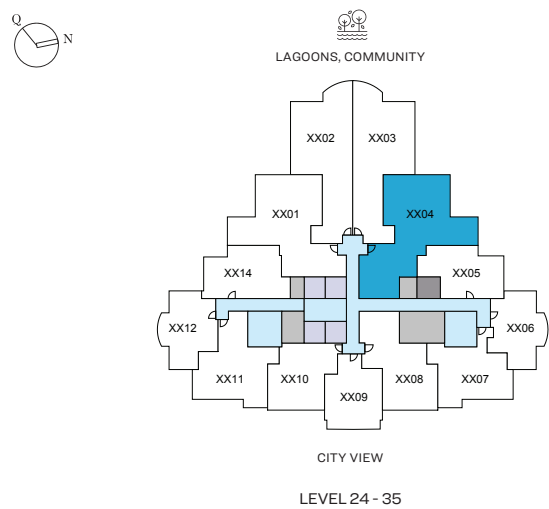 Q
N
LAGOONS, COMMUNITY
XX02 XX03
XX01 XX04
XX14 XX05
XX12 XX06
XX11 XX10 XX09 XX08 XX07
CITY VIEW
LEVEL 24 - 35